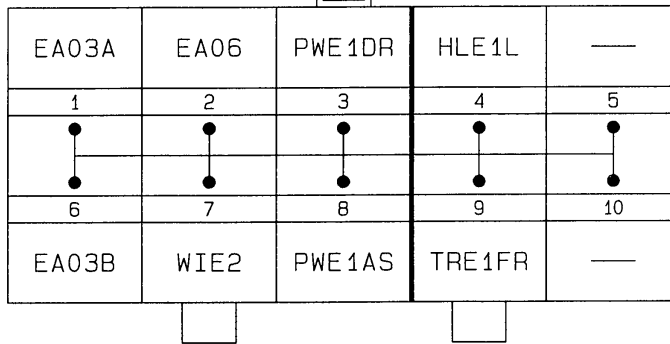 EA03A EA06 PWE1DR HLE1L —
1 2 3 4 5
6 7 8 9 10
EA03B WIE2 PWE1AS TRE1FR —